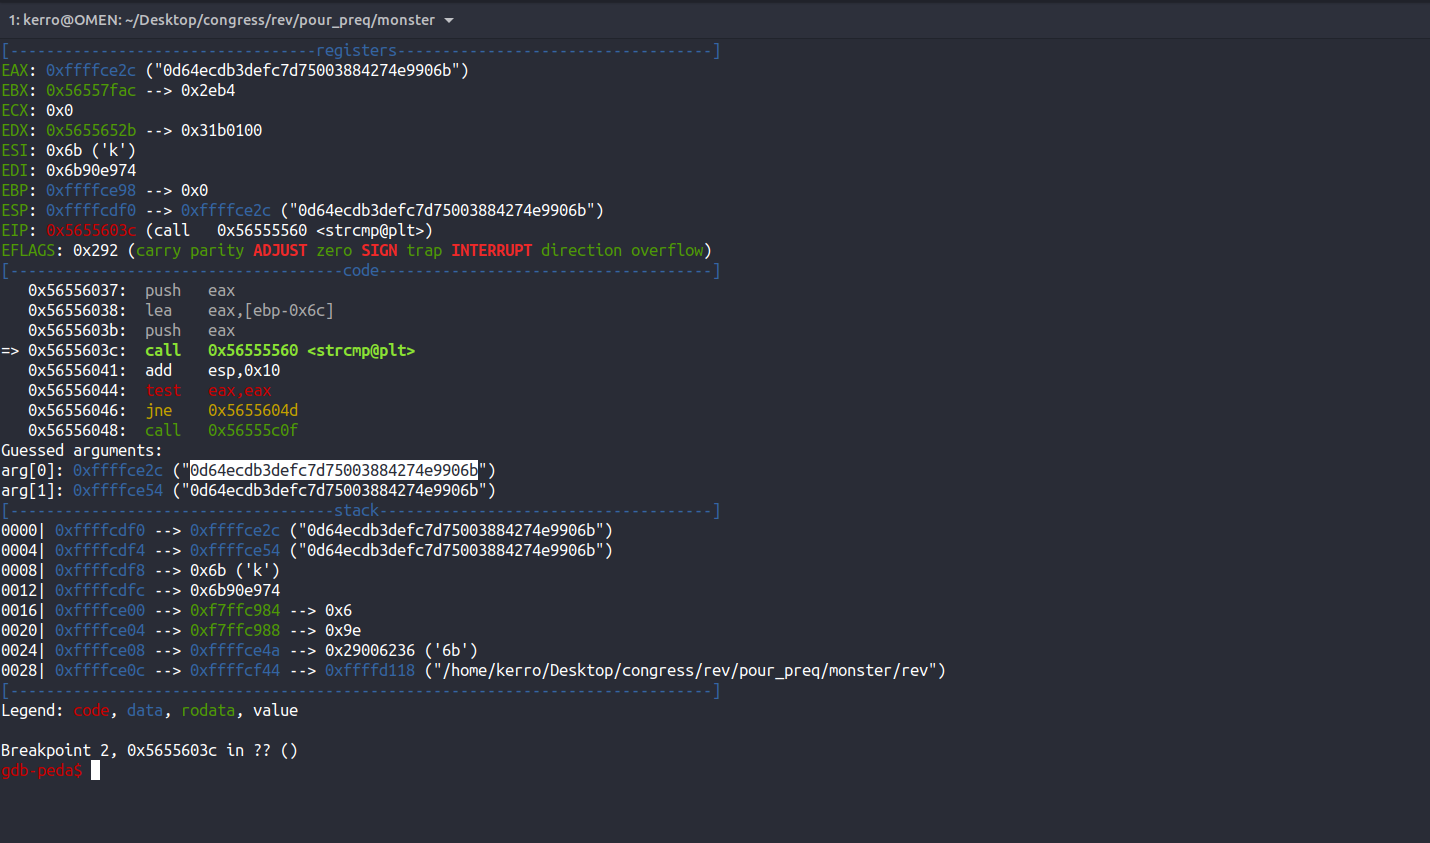 1: kerro@OMEN: ~/Desktop/congress/rev/pour_preq/monster
[----------------------------------registers-----------------------------------]
EAX: 0xffffce2c ("0d64ecdb3defc7d75003884274e9906b")
EBX: 0x56557fac --> 0x2eb4
ECX: 0x0
EDX: 0x5655652b --> 0x31b0100
ESI: 0x6b ('k')
EDI: 0x6b90e974
EBP: 0xffffce98 --> 0x0
ESP: 0xffffcdf0 --> 0xffffce2c ("0d64ecdb3defc7d75003884274e9906b")
EIP: 0x5655603c (call   0x56555560 <strcmp@plt>)
EFLAGS: 0x292 (carry parity ADJUST zero SIGN trap INTERRUPT direction overflow)
[-------------------------------------code-------------------------------------]
   0x56556037:  push   eax
   0x56556038:  lea    eax,[ebp-0x6c]
   0x5655603b:  push   eax
=> 0x5655603c:  call   0x56555560 <strcmp@plt>
   0x56556041:  add    esp,0x10
   0x56556044:  test   eax,eax
   0x56556046:  jne    0x5655604d
   0x56556048:  call   0x56555c0f
Guessed arguments:
arg[0]: 0xffffce2c ("0d64ecdb3defc7d75003884274e9906b")
arg[1]: 0xffffce54 ("0d64ecdb3defc7d75003884274e9906b")
[------------------------------------stack-------------------------------------]
0000| 0xffffcdf0 --> 0xffffce2c ("0d64ecdb3defc7d75003884274e9906b")
0004| 0xffffcdf4 --> 0xffffce54 ("0d64ecdb3defc7d75003884274e9906b")
0008| 0xffffcdf8 --> 0x6b ('k')
0012| 0xffffcdfc --> 0x6b90e974
0016| 0xffffce00 --> 0xf7ffc984 --> 0x6
0020| 0xffffce04 --> 0xf7ffc988 --> 0x9e
0024| 0xffffce08 --> 0xffffce4a --> 0x29006236 ('6b')
0028| 0xffffce0c --> 0xffffcf44 --> 0xffffd118 ("/home/kerro/Desktop/congress/rev/pour_preq/monster/rev")
[------------------------------------------------------------------------------]
Legend: code, data, rodata, value
Breakpoint 2, 0x5655603c in ?? ()
gdb-peda$